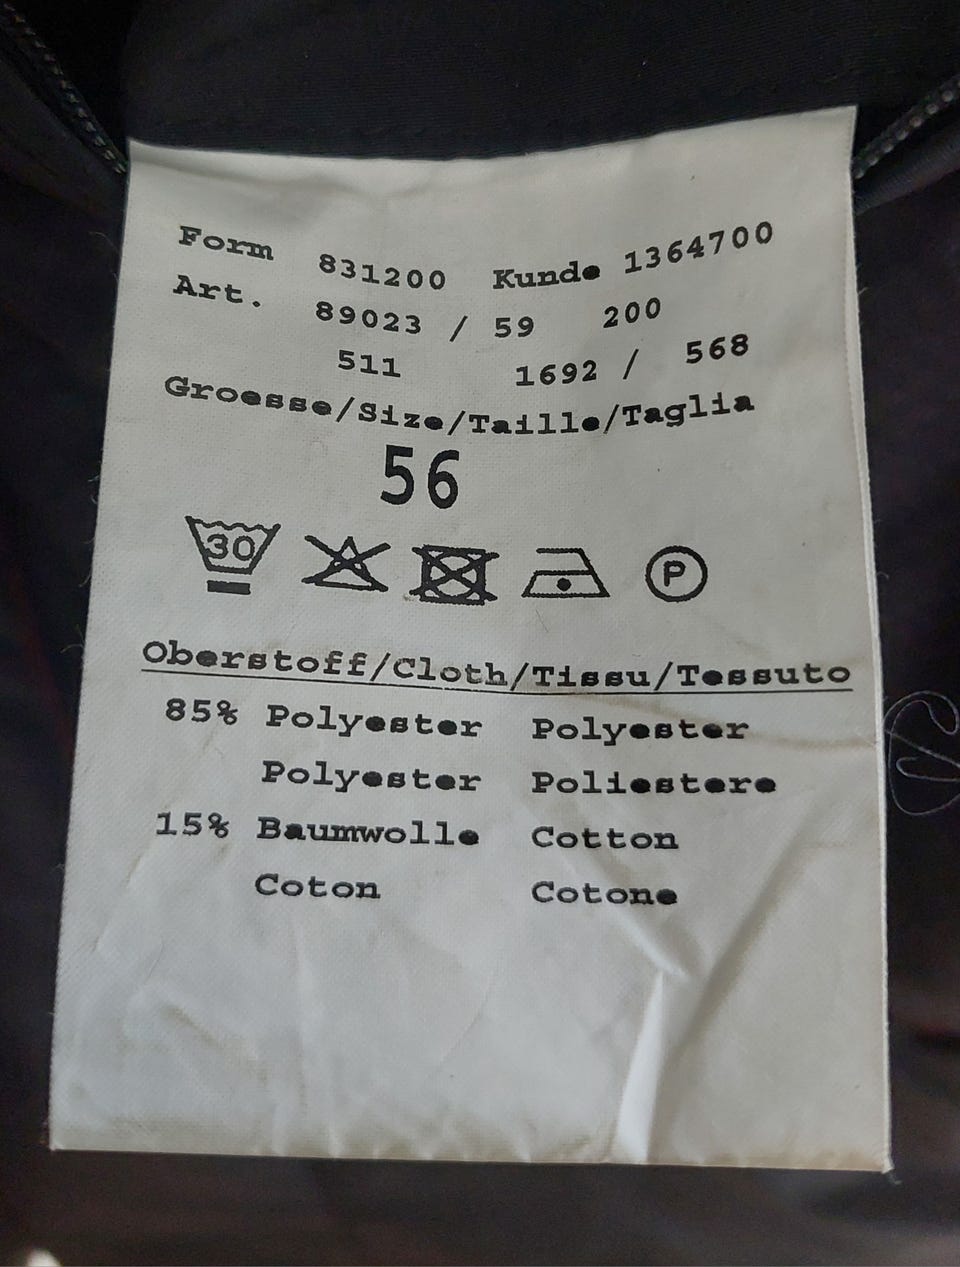 Form 831200 Kunde 1364700
Art. 89023 / 59 200
511 1692 / 568
Groesse/Size/Taille/Taglia
56
30
P
Oberstoff/Cloth/Tissu/Tessuto
85% Polyester Polyester
Polyester Poliestere
15% Baumwolle Cotton
Coton Cotone